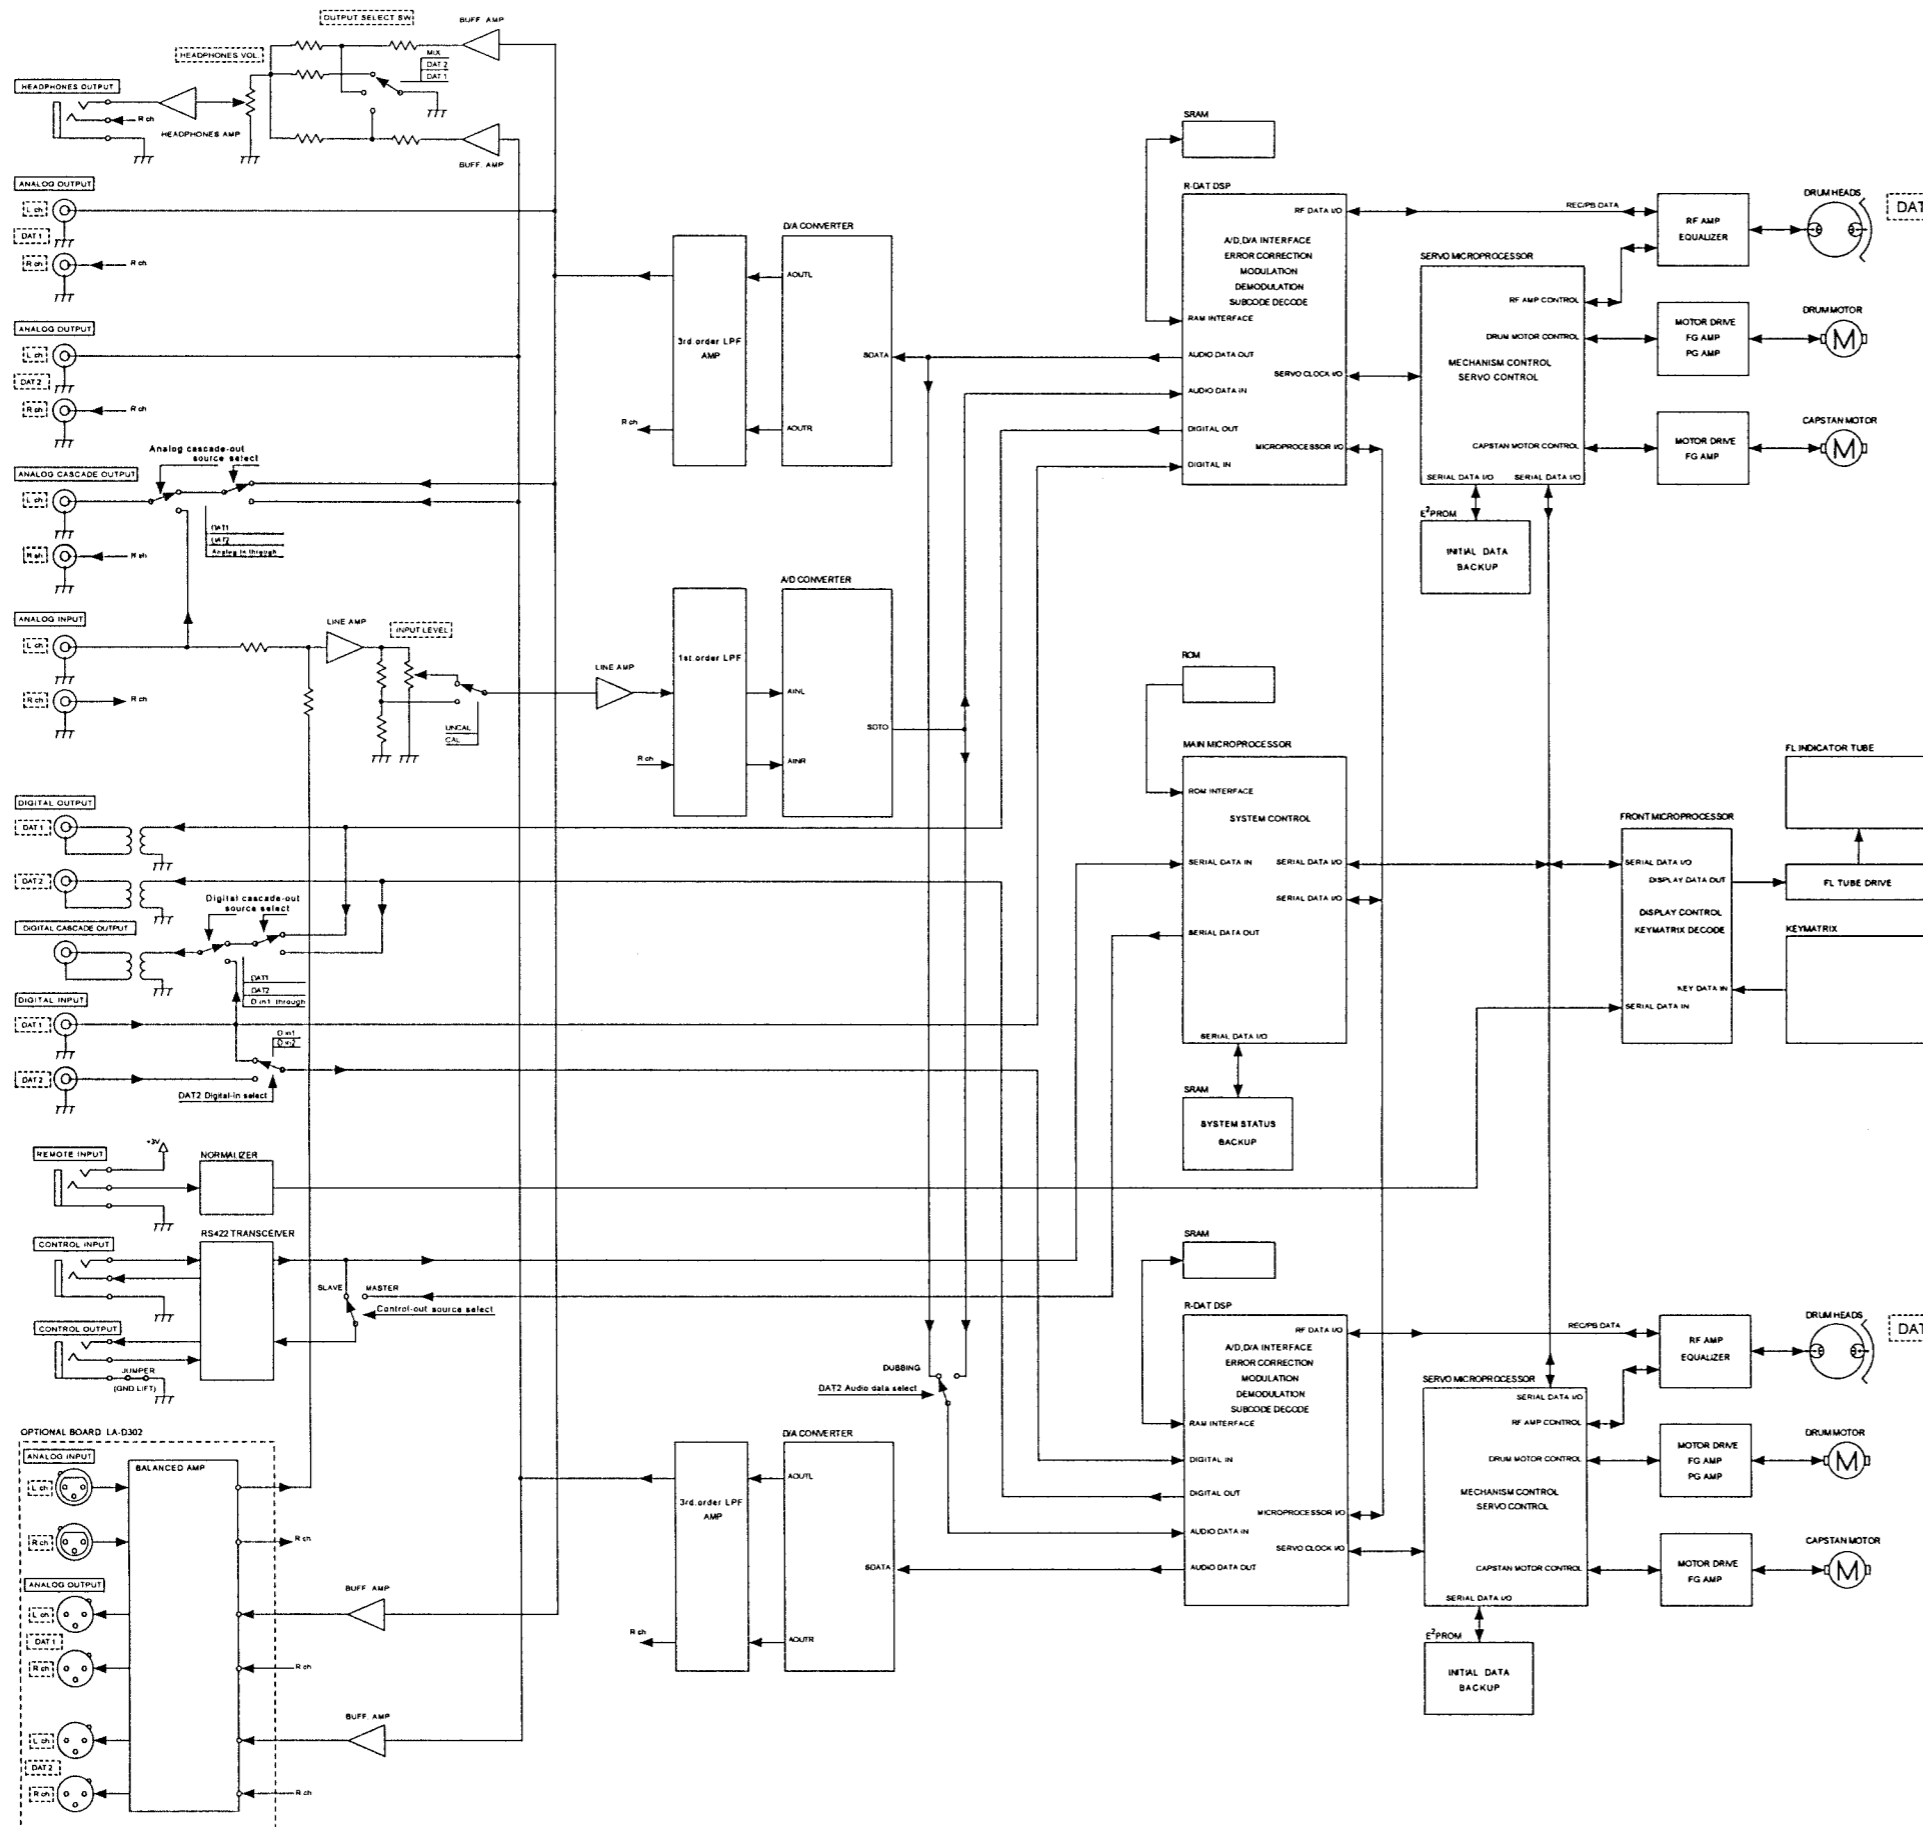 OUTPUT SELECT SW
BUFF. AMP
HEADPHONES VOL.
MIX
DAT 2
DAT 1
HEADPHONES OUTPUT
R ch
HEADPHONES AMP
BUFF. AMP
ANALOG OUTPUT
L ch
DAT 1
R ch
R ch
ANALOG OUTPUT
L ch
DAT 2
R ch
R ch
Analog cascade-out
source select
ANALOG CASCADE OUTPUT
L ch
DAT1
DAT2
Analog in through
R ch
R ch
ANALOG INPUT
L ch
LINE AMP
INPUT LEVEL
R ch
R ch
UNCAL
CAL
LINE AMP
1st.order LPF
R ch
A/D CONVERTER
AINL
SDTO
AINR
3rd.order LPF
AMP
R ch
D/A CONVERTER
AOUTL
SDATA
AOUTR
SRAM
R-DAT DSP
RF DATA I/O
A/D,D/A INTERFACE
ERROR CORRECTION
MODULATION
DEMODULATION
SUBCODE DECODE
RAM INTERFACE
AUDIO DATA OUT
SERVO CLOCK I/O
AUDIO DATA IN
DIGITAL OUT
MICROPROCESSOR I/O
DIGITAL IN
REC/PB DATA
RF AMP
EQUALIZER
DRUM HEADS
DAT
SERVO MICROPROCESSOR
RF AMP CONTROL
DRUM MOTOR CONTROL
MECHANISM CONTROL
SERVO CONTROL
CAPSTAN MOTOR CONTROL
SERIAL DATA I/O
SERIAL DATA I/O
MOTOR DRIVE
FG AMP
PG AMP
DRUM MOTOR
M
MOTOR DRIVE
FG AMP
CAPSTAN MOTOR
M
E²PROM
INITIAL DATA
BACKUP
ROM
MAIN MICROPROCESSOR
ROM INTERFACE
SYSTEM CONTROL
SERIAL DATA IN
SERIAL DATA I/O
SERIAL DATA I/O
SERIAL DATA OUT
SERIAL DATA I/O
SRAM
SYSTEM STATUS
BACKUP
FL INDICATOR TUBE
FRONT MICROPROCESSOR
SERIAL DATA I/O
DISPLAY DATA OUT
FL TUBE DRIVE
DISPLAY CONTROL
KEYMATRIX DECODE
KEYMATRIX
KEY DATA IN
SERIAL DATA IN
DIGITAL OUTPUT
DAT 1
DAT 2
Digital cascade-out
source select
DIGITAL CASCADE OUTPUT
DAT1
DAT2
D in1 through
DIGITAL INPUT
DAT 1
D in1
D in2
DAT 2
DAT2 Digital-in select
+3V
REMOTE INPUT
NORMALIZER
RS422 TRANSCEIVER
CONTROL INPUT
SLAVE
MASTER
Control-out source select
CONTROL OUTPUT
JUMPER
(GND LIFT)
DUBBING
DAT2 Audio data select
OPTIONAL BOARD LA-D302
ANALOG INPUT
BALANCED AMP
L ch
R ch
R ch
ANALOG OUTPUT
L ch
BUFF. AMP
DAT 1
R ch
R ch
L ch
BUFF. AMP
DAT 2
R ch
R ch
3rd.order LPF
AMP
R ch
D/A CONVERTER
AOUTL
SDATA
AOUTR
SRAM
R-DAT DSP
RF DATA I/O
A/D,D/A INTERFACE
ERROR CORRECTION
MODULATION
DEMODULATION
SUBCODE DECODE
RAM INTERFACE
DIGITAL IN
DIGITAL OUT
MICROPROCESSOR I/O
AUDIO DATA IN
SERVO CLOCK I/O
AUDIO DATA OUT
REC/PB DATA
RF AMP
EQUALIZER
DRUM HEADS
DAT
SERVO MICROPROCESSOR
SERIAL DATA I/O
RF AMP CONTROL
DRUM MOTOR CONTROL
MECHANISM CONTROL
SERVO CONTROL
CAPSTAN MOTOR CONTROL
SERIAL DATA I/O
MOTOR DRIVE
FG AMP
PG AMP
DRUM MOTOR
M
MOTOR DRIVE
FG AMP
CAPSTAN MOTOR
M
E²PROM
INITIAL DATA
BACKUP